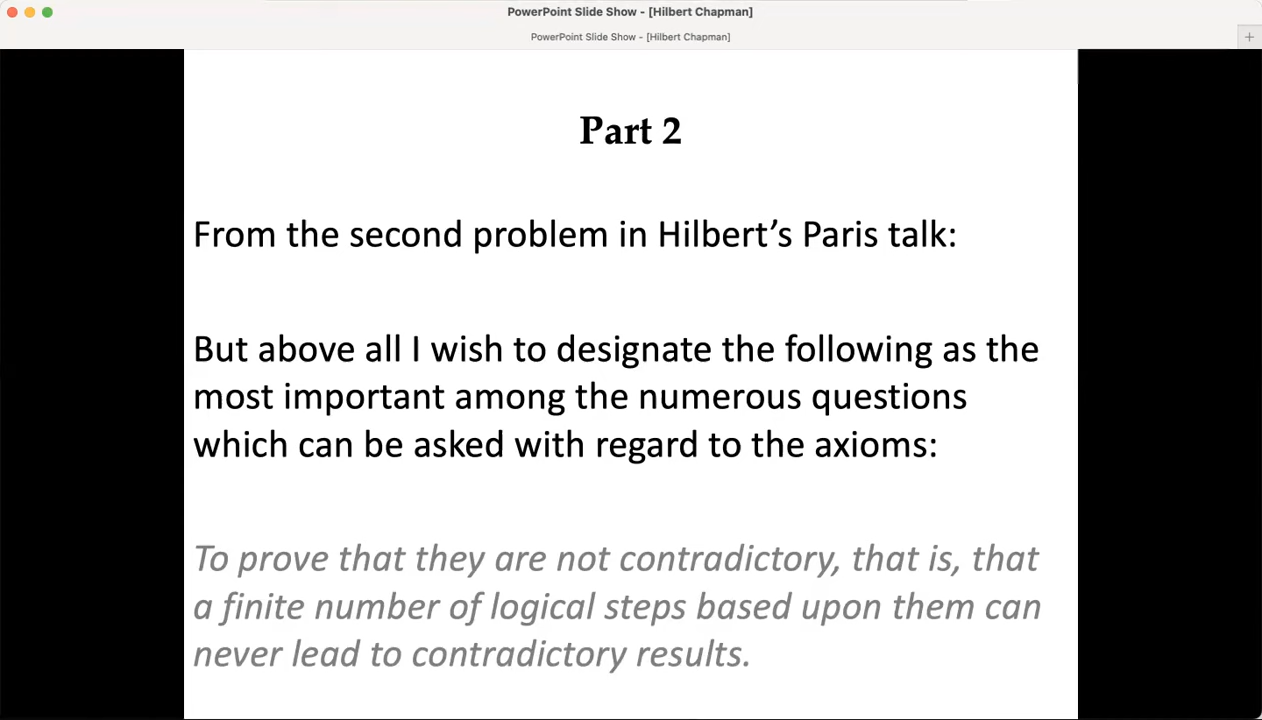 PowerPoint Slide Show - [Hilbert Chapman]
PowerPoint Slide Show - [Hilbert Chapman]
Part 2
From the second problem in Hilbert’s Paris talk:
But above all I wish to designate the following as the
most important among the numerous questions
which can be asked with regard to the axioms:
To prove that they are not contradictory, that is, that
a finite number of logical steps based upon them can
never lead to contradictory results.